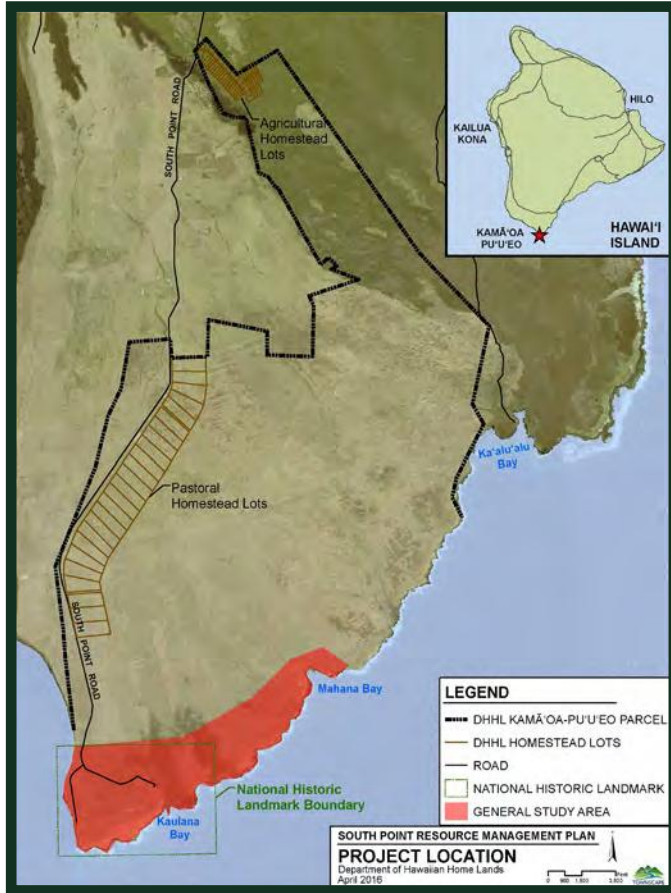 SOUTH POINT ROAD
Agricultural
Homestead
Lots
HILO
KAILUA
KONA
KAMĀ'OA
PU'U'EO
HAWAI'I
ISLAND
Ka'alu'alu
Bay
Pastoral
Homestead Lots
SOUTH POINT ROAD
Mahana Bay
National Historic
Landmark Boundary
Kaulana
Bay
LEGEND
DHHL KAMĀ'OA-PU'U'EO PARCEL
DHHL HOMESTEAD LOTS
ROAD
NATIONAL HISTORIC LANDMARK
GENERAL STUDY AREA
SOUTH POINT RESOURCE MANAGEMENT PLAN
PROJECT LOCATION
Department of Hawaiian Home Lands
April 2016
Feet
0
TOWNSCAPE